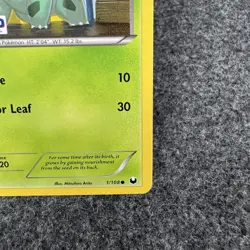 Pokémon HT: 2'04" WT: 15.2 lbs.
10
or Leaf 30
For some time after its birth, it
grows by gaining nourishment
from the seed on its back.
20
Illus. Mitsuhiro Arita 1/108